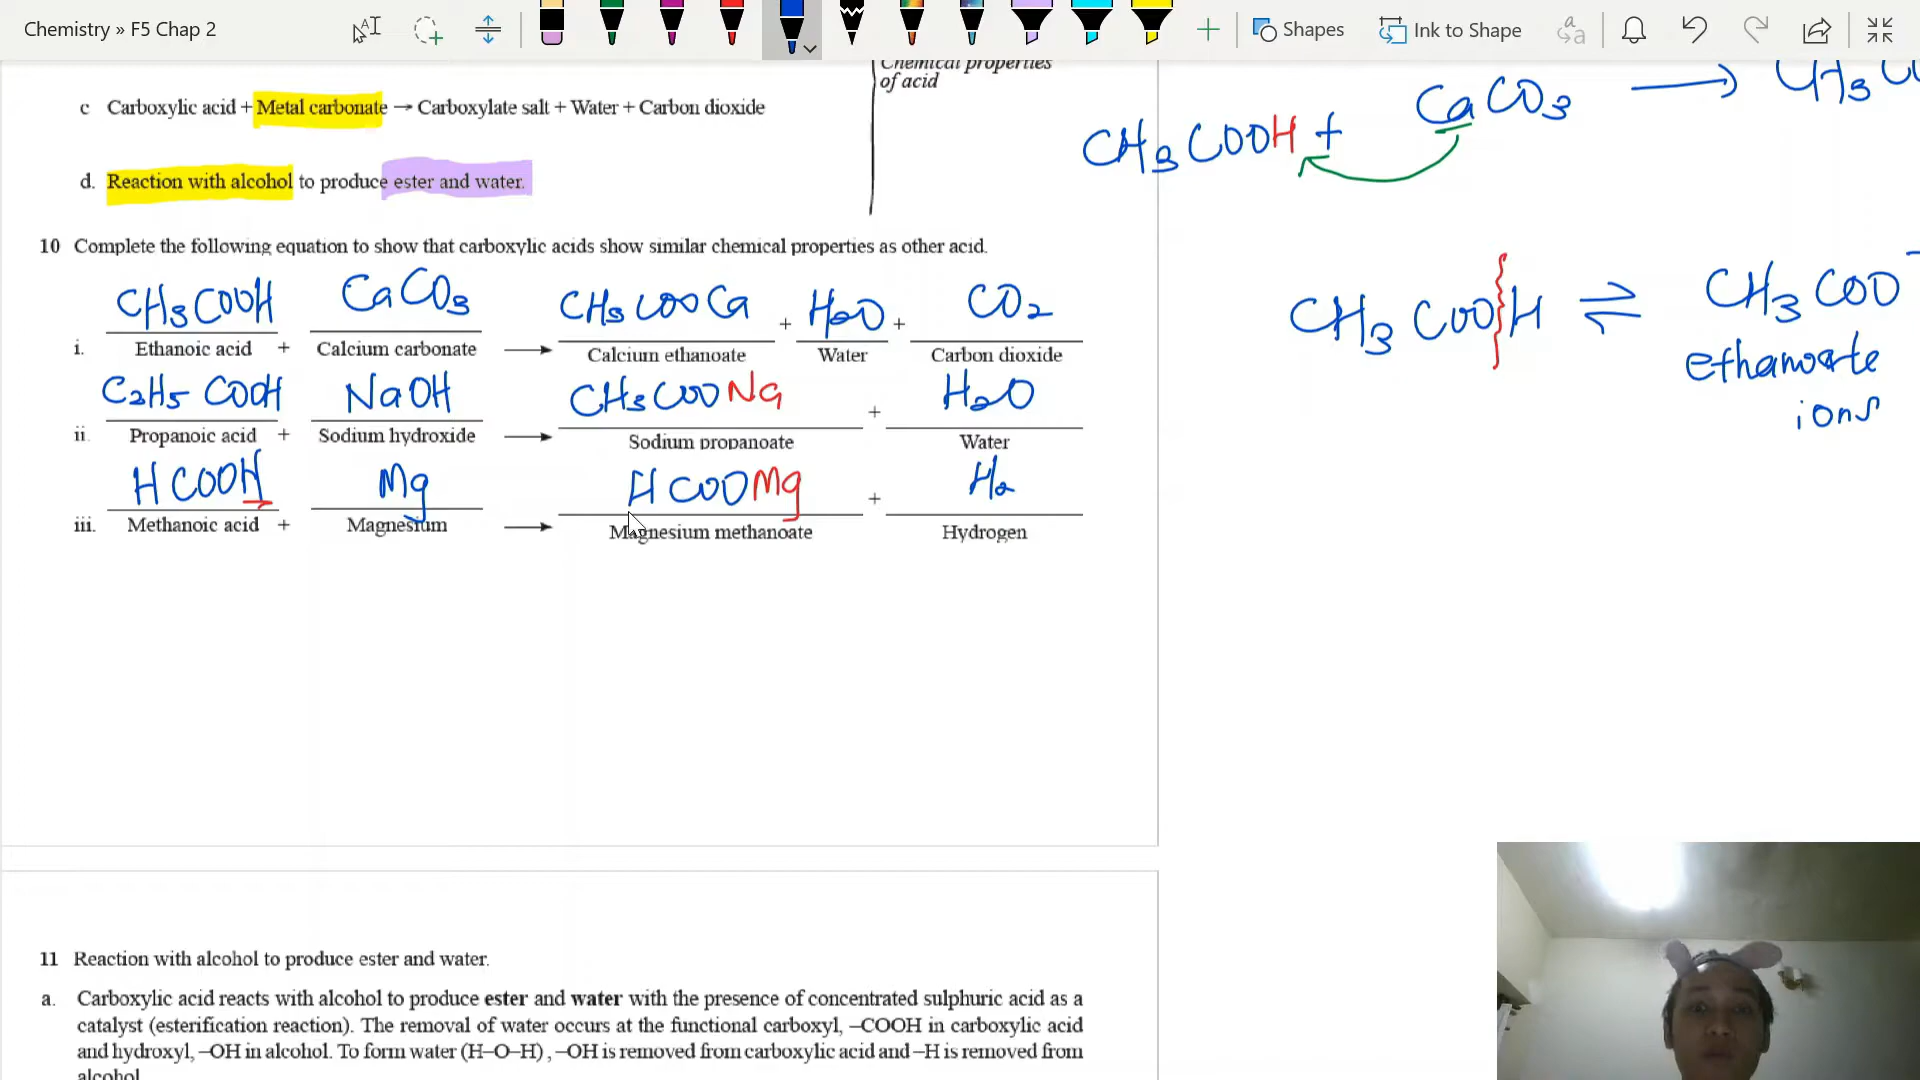 Chemistry » F5 Chap 2
Shapes
Ink to Shape
Chemical properties
of acid
c Carboxylic acid + Metal carbonate → Carboxylate salt + Water + Carbon dioxide
d. Reaction with alcohol to produce ester and water.
CH3COOH + CaCO3 →
10 Complete the following equation to show that carboxylic acids show similar chemical properties as other acid.
CH3COOH CaCO3 CH3COOCa + H2O + CO2
i. Ethanoic acid + Calcium carbonate → Calcium ethanoate Water Carbon dioxide
C2H5COOH NaOH CH3COONa + H2O
ii. Propanoic acid + Sodium hydroxide → Sodium propanoate Water
HCOOH Mg HCOOMg + H2
iii. Methanoic acid + Magnesium → Magnesium methanoate Hydrogen
CH3COO H ⇌ CH3COO⁻
ethanoate
ions
11 Reaction with alcohol to produce ester and water.
a. Carboxylic acid reacts with alcohol to produce ester and water with the presence of concentrated sulphuric acid as a
catalyst (esterification reaction). The removal of water occurs at the functional carboxyl, –COOH in carboxylic acid
and hydroxyl, –OH in alcohol. To form water (H–O–H), –OH is removed from carboxylic acid and –H is removed from
alcohol